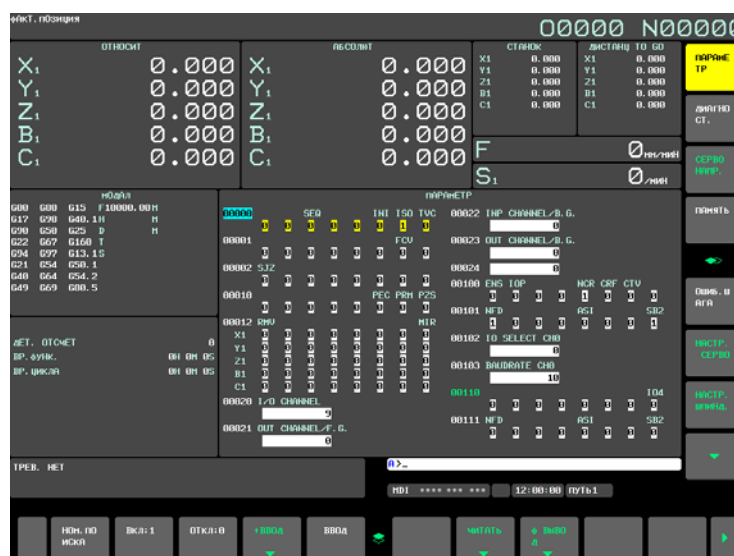 ФАКТ. ПОЗИЦИЯ
O0000 N00000
ОТНОСИТ
X1 0.000
Y1 0.000
Z1 0.000
B1 0.000
C1 0.000
АБСОЛЮТ
X1 0.000
Y1 0.000
Z1 0.000
B1 0.000
C1 0.000
СТАНОК
X1 0.000
Y1 0.000
Z1 0.000
B1 0.000
C1 0.000
ДИСТАНЦ TO GO
X1 0.000
Y1 0.000
Z1 0.000
B1 0.000
C1 0.000
F 0 ММ/МИН
S1 0 /МИН
МОДАЛ
G00 G80 G15 F10000.00 M
G17 G98 G40.1 H M
G90 G50 G25 D M
G22 G67 G160 T
G94 G97 G13.1 S
G21 G54 G50.1
G40 G64 G54.2
G49 G69 G80.5
ДЕТ. ОТСЧЕТ 0
ВР. ФУНК. 0H 0M 0S
ВР. ЦИКЛА 0H 0M 0S
ПАРАМЕТР
00000 SEQ INI ISO TVC
0 0 0 0 0 0 1 0
00001 FCV
0 0 0 0 0 0 0 0
00002 SJZ
0 0 0 0 0 0 0 0
00010 PEC PRM PZS
0 0 0 0 0 0 0 0
00012 RMV MIR
X1 0 0 0 0 0 0 0 0
Y1 0 0 0 0 0 0 0 0
Z1 0 0 0 0 0 0 0 0
B1 0 0 0 0 0 0 0 0
C1 0 0 0 0 0 0 0 0
00020 I/O CHANNEL
9
00021 OUT CHANNEL/F.G.
0
00022 INP CHANNEL/B.G.
0
00023 OUT CHANNEL/B.G.
0
00024
0
00100 ENS IOP NCR CRF CTV
0 0 0 0 1 0 0 0
00101 NFD ASI SB2
1 0 0 0 0 0 0 1
00102 IO SELECT CH0
0
00103 BAUDRATE CH0
10
00110 IO4
0 0 0 0 0 0 0 0
00111 NFD ASI SB2
0 0 0 0 0 0 0 0
ТРЕВ. НЕТ
A>_
MDI **** *** *** 12:00:00 ПУТЬ1
НОМ. ПО
ИСКА
ВКЛ:1
ОТКЛ:0
+ВВОД
ВВОД
ЧИТАТЬ
ВЫВО
Д
ПАРАМЕ
ТР
ДИАГНО
СТ.
СЕРВО
НАПР.
ПАМЯТЬ
ОШИБ. Ш
АГА
НАСТР.
СЕРВО
НАСТР.
ШПИНД.